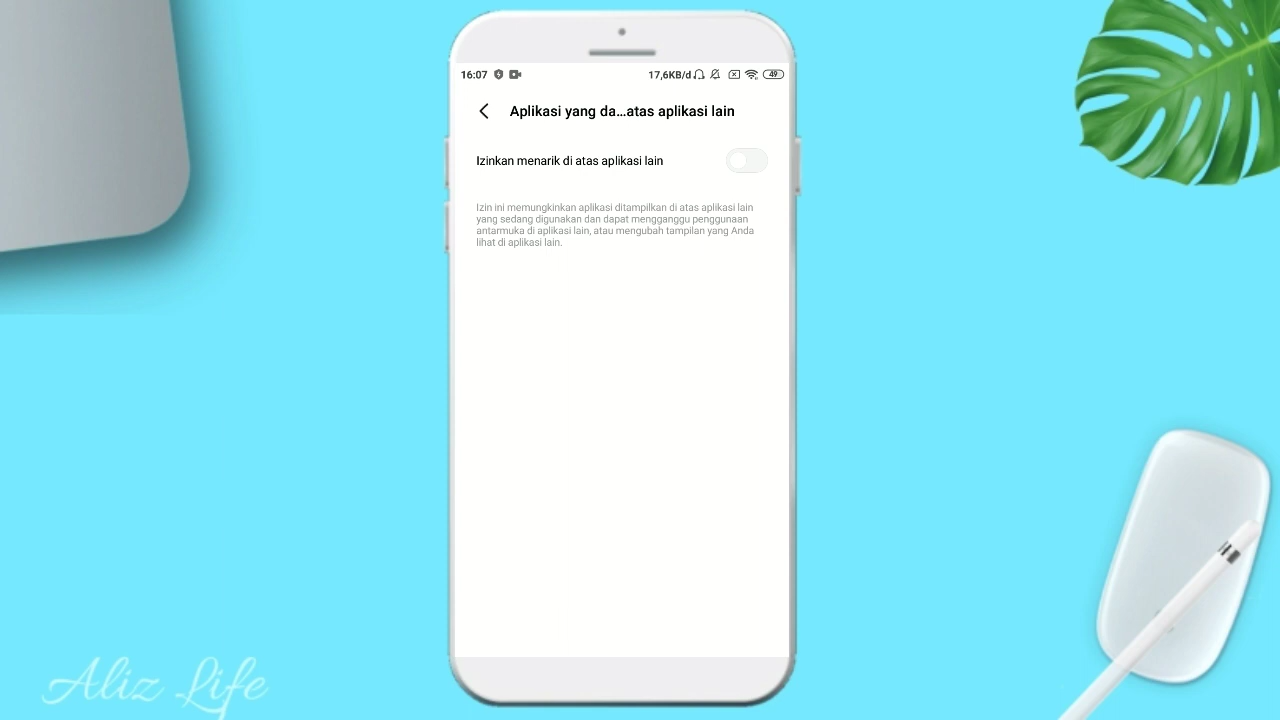 16:07
17,6KB/d
49
Aplikasi yang da...atas aplikasi lain
Izinkan menarik di atas aplikasi lain
Izin ini memungkinkan aplikasi ditampilkan di atas aplikasi lain
yang sedang digunakan dan dapat mengganggu penggunaan
antarmuka di aplikasi lain, atau mengubah tampilan yang Anda
lihat di aplikasi lain.
Aliz Life